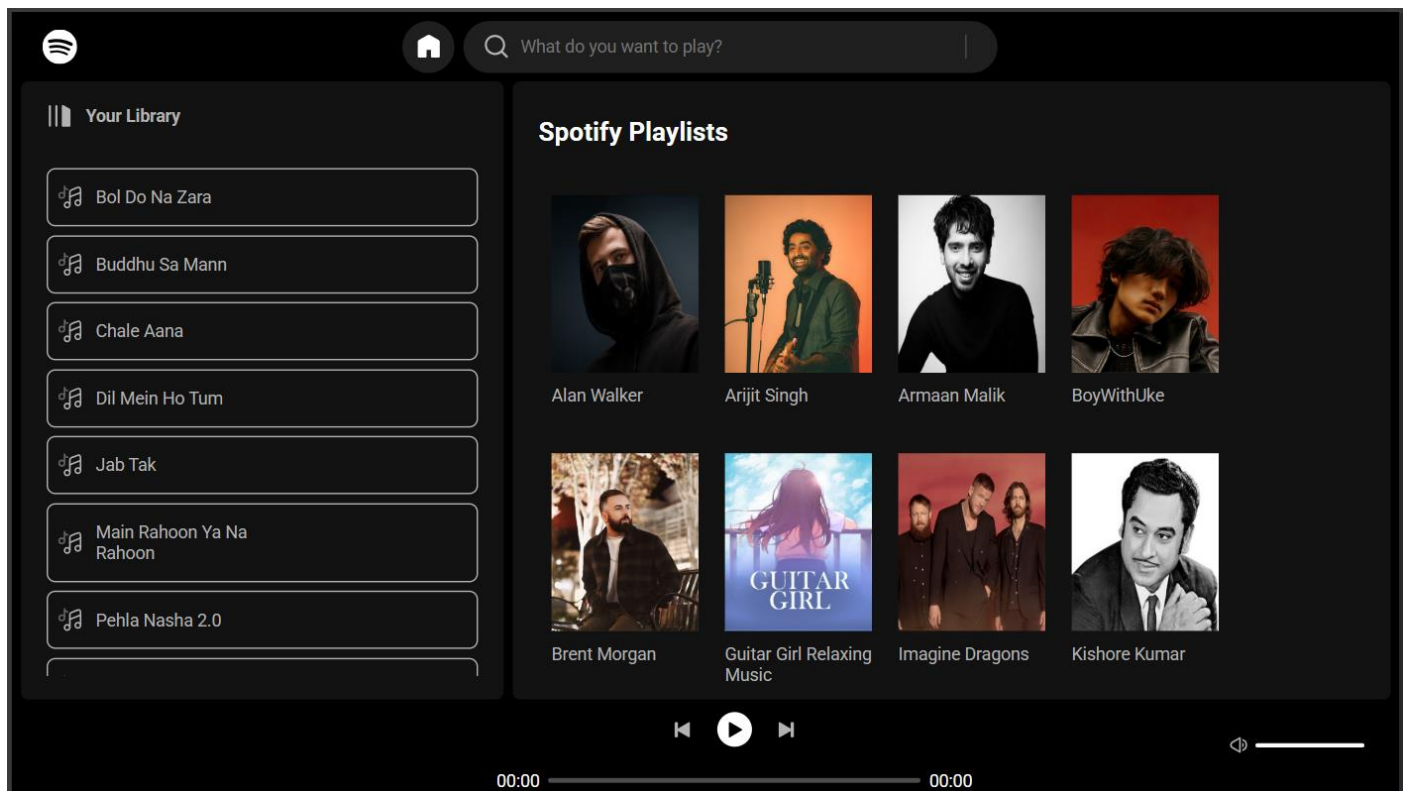 What do you want to play?
Your Library
Bol Do Na Zara
Buddhu Sa Mann
Chale Aana
Dil Mein Ho Tum
Jab Tak
Main Rahoon Ya Na
Rahoon
Pehla Nasha 2.0
Spotify Playlists
Alan Walker
Arijit Singh
Armaan Malik
BoyWithUke
GUITAR
GIRL
Brent Morgan
Guitar Girl Relaxing
Music
Imagine Dragons
Kishore Kumar
00:00
00:00